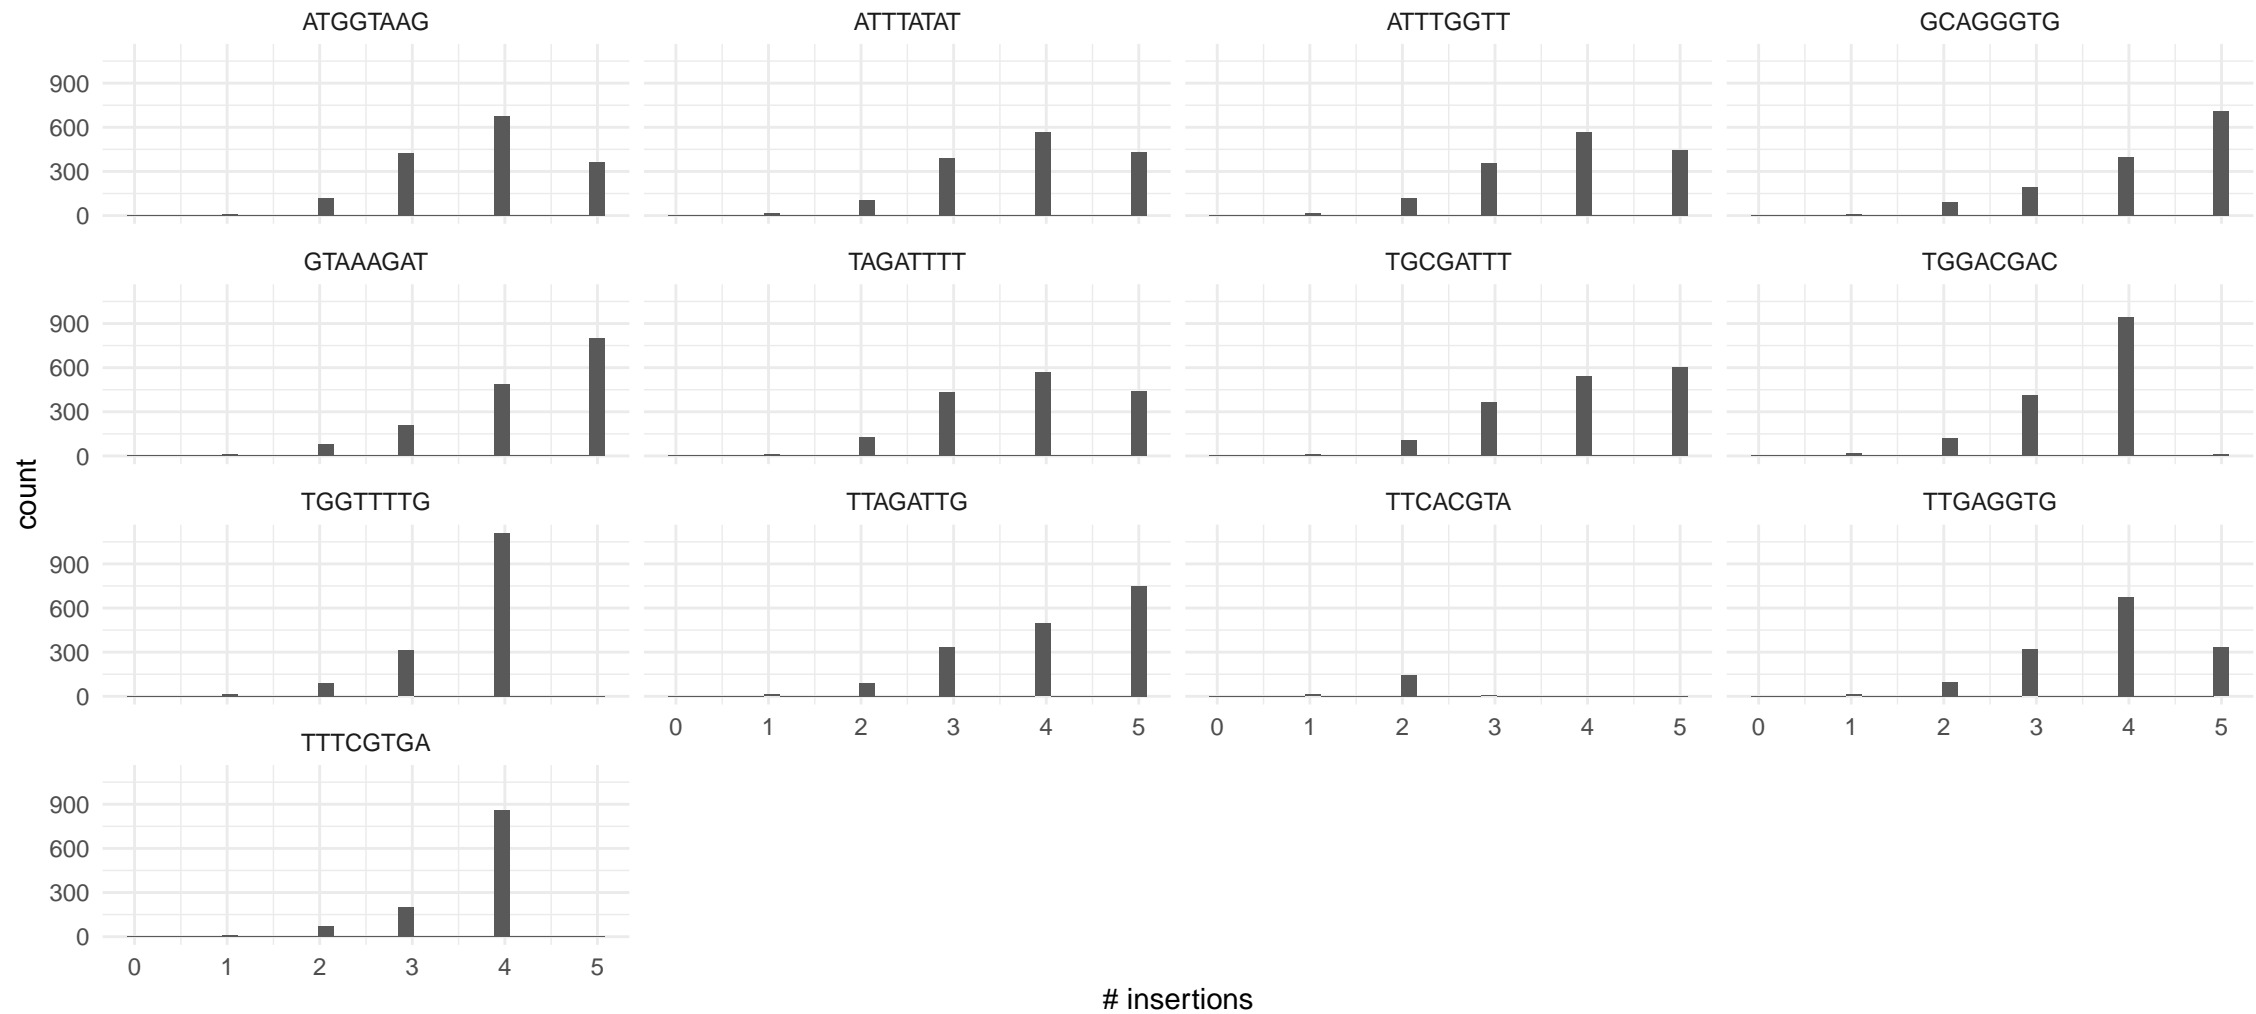 ATGGTAAG ATTTATAT ATTTGGTT GCAGGGTG
900
600
300
0
GTAAAGAT TAGATTTT TGCGATTT TGGACGAC
900
600
300
0
count
TGGTTTTG TTAGATTG TTCACGTA TTGAGGTG
900
600
300
0
0 1 2 3 4 5 0 1 2 3 4 5 0 1 2 3 4 5
TTTCGTGA
900
600
300
0
0 1 2 3 4 5
# insertions